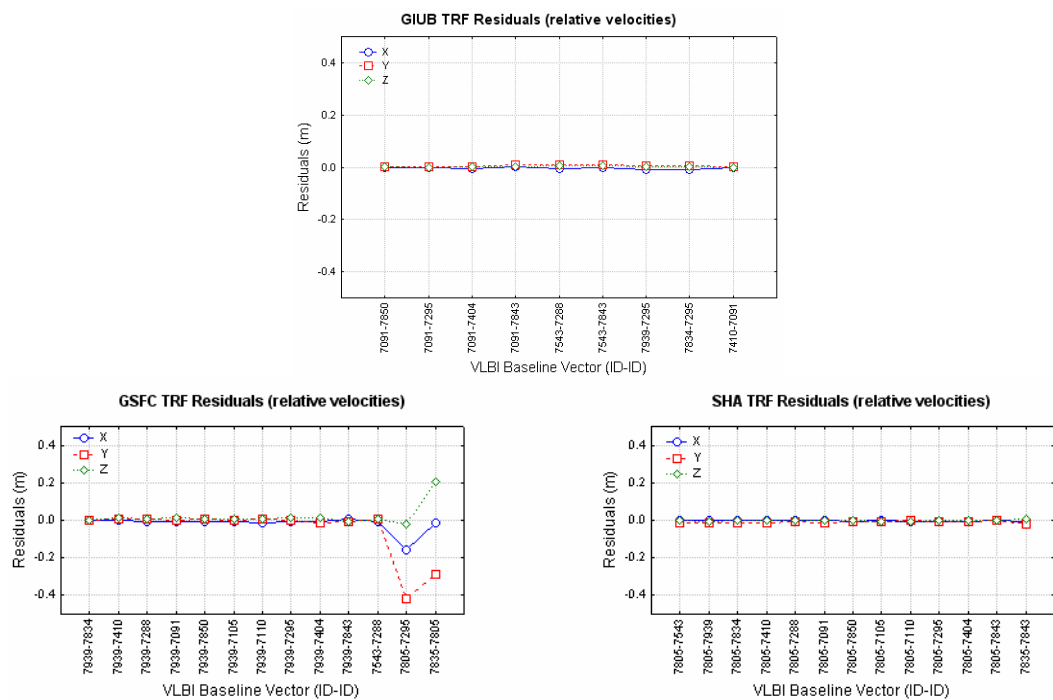 GIUB TRF Residuals (relative velocities)
X
Y
Z
Residuals (m)
0.4
0.2
0.0
-0.2
-0.4
7091-7850
7091-7295
7091-7404
7091-7843
7543-7288
7543-7843
7939-7295
7834-7295
7410-7091
VLBI Baseline Vector (ID-ID)
GSFC TRF Residuals (relative velocities)
X
Y
Z
Residuals (m)
0.4
0.2
0.0
-0.2
-0.4
7939-7834
7939-7410
7939-7288
7939-7091
7939-7850
7939-7105
7939-7110
7939-7295
7939-7404
7939-7843
7543-7288
7805-7295
7835-7805
VLBI Baseline Vector (ID-ID)
SHA TRF Residuals (relative velocities)
X
Y
Z
Residuals (m)
0.4
0.2
0.0
-0.2
-0.4
7805-7543
7805-7939
7805-7834
7805-7410
7805-7288
7805-7091
7805-7850
7805-7105
7805-7110
7805-7295
7805-7404
7805-7843
7835-7843
VLBI Baseline Vector (ID-ID)